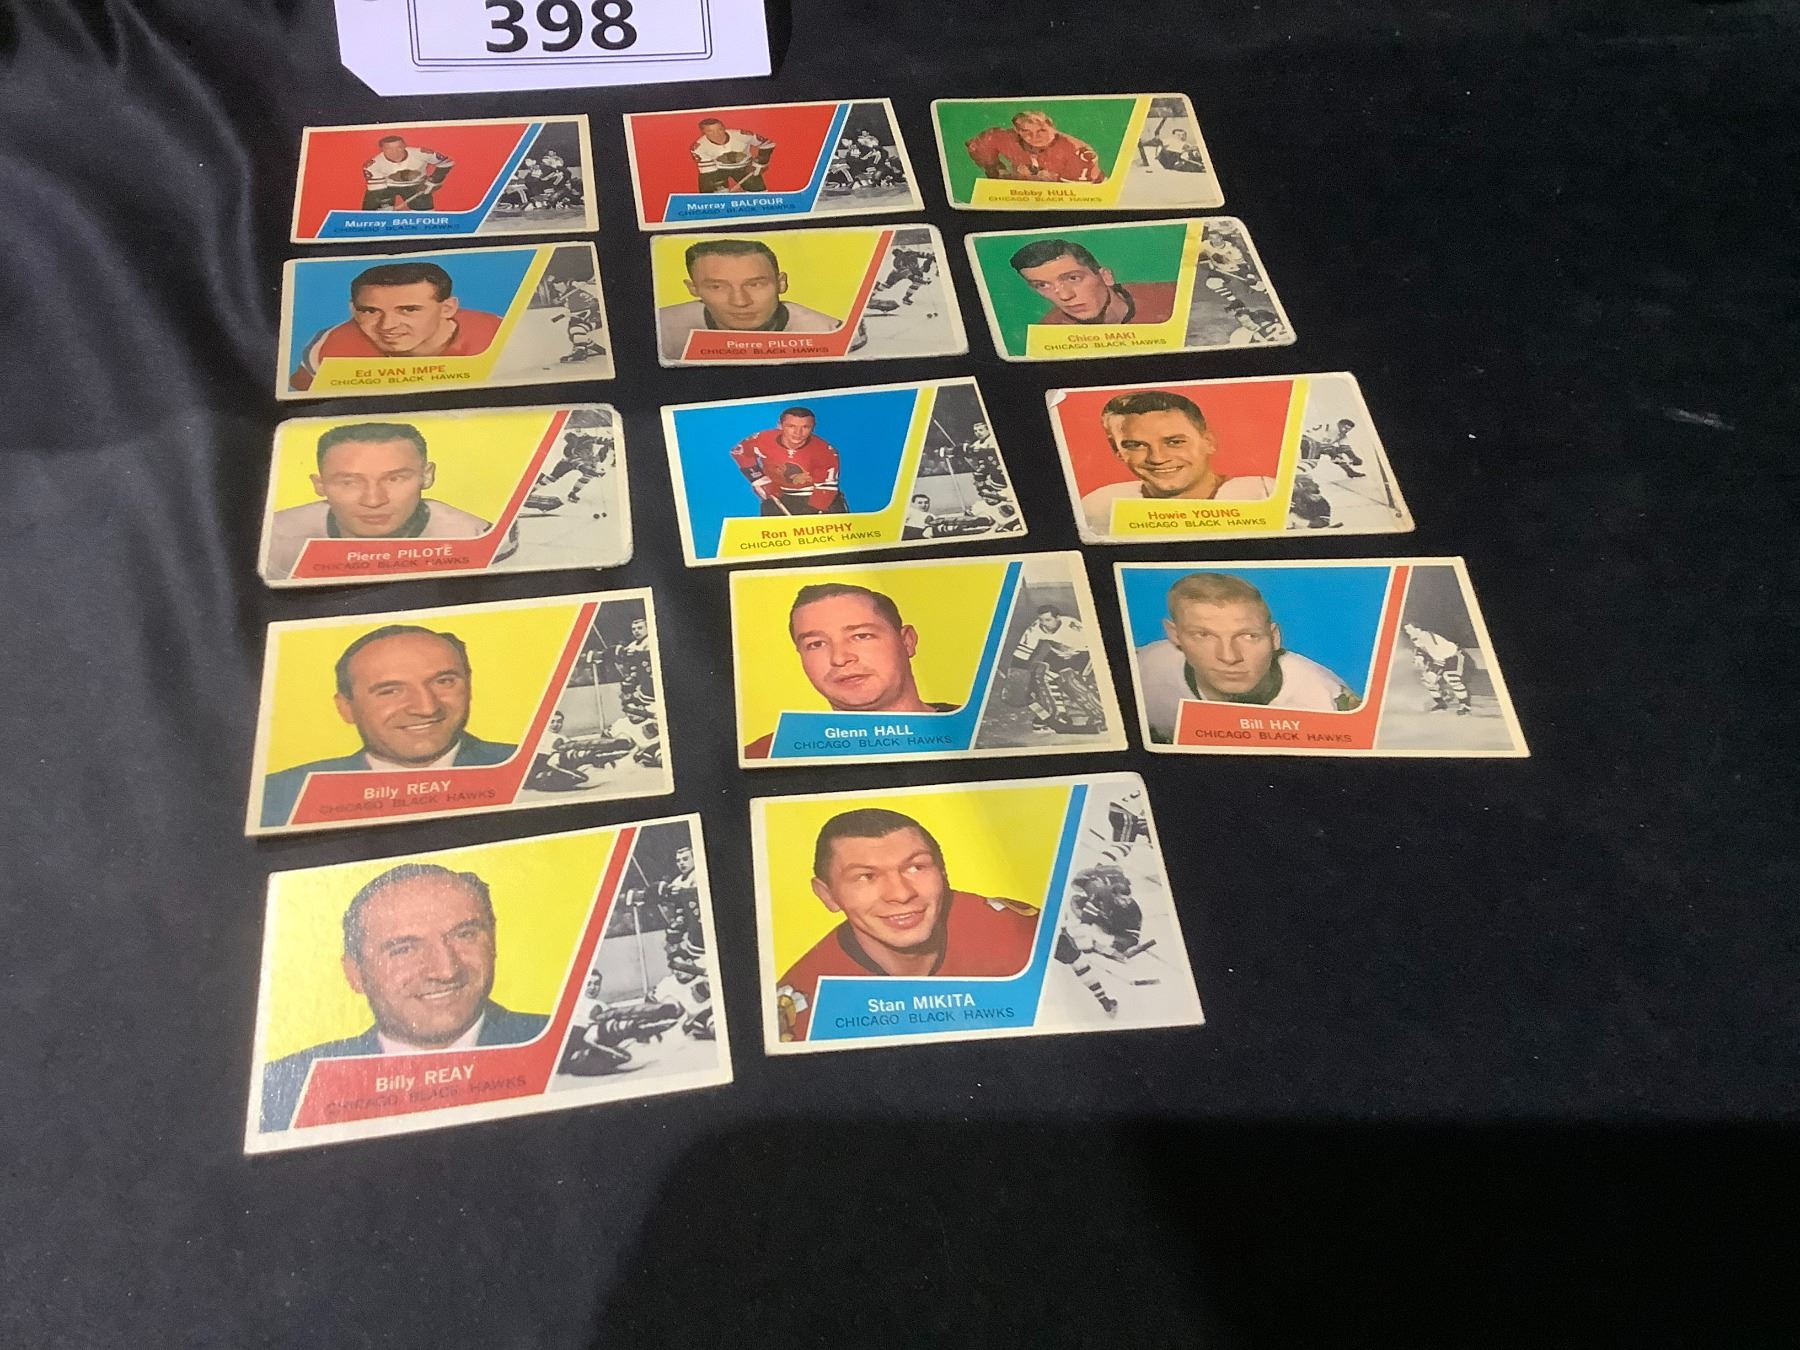 398
Murray BALFOUR
CHICAGO BLACK HAWKS
Murray BALFOUR
CHICAGO BLACK HAWKS
Bobby HULL
CHICAGO BLACK HAWKS
Ed VAN IMPE
CHICAGO BLACK HAWKS
Pierre PILOTE
CHICAGO BLACK HAWKS
Chico MAKI
CHICAGO BLACK HAWKS
Pierre PILOTE
CHICAGO BLACK HAWKS
Ron MURPHY
CHICAGO BLACK HAWKS
Howie YOUNG
CHICAGO BLACK HAWKS
Billy REAY
CHICAGO BLACK HAWKS
Glenn HALL
CHICAGO BLACK HAWKS
Bill HAY
CHICAGO BLACK HAWKS
Billy REAY
CHICAGO BLACK HAWKS
Stan MIKITA
CHICAGO BLACK HAWKS